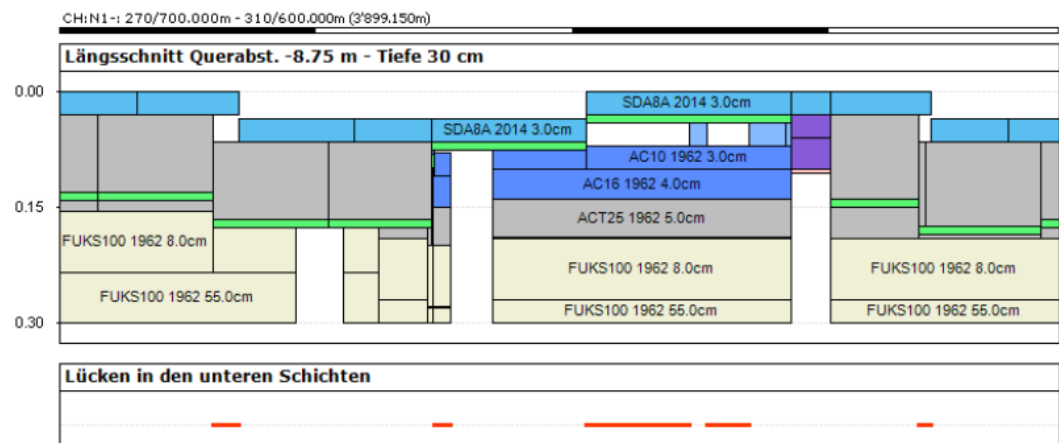 CH:N1-: 270/700.000m - 310/600.000m (3'899.150m)
Längsschnitt Querabst. -8.75 m - Tiefe 30 cm
0.00
SDA8A 2014 3.0cm
SDA8A 2014 3.0cm
AC10 1962 3.0cm
AC16 1962 4.0cm
0.15
ACT25 1962 5.0cm
FUKS100 1962 8.0cm
FUKS100 1962 8.0cm
FUKS100 1962 8.0cm
FUKS100 1962 55.0cm
FUKS100 1962 55.0cm
FUKS100 1962 55.0cm
0.30
Lücken in den unteren Schichten